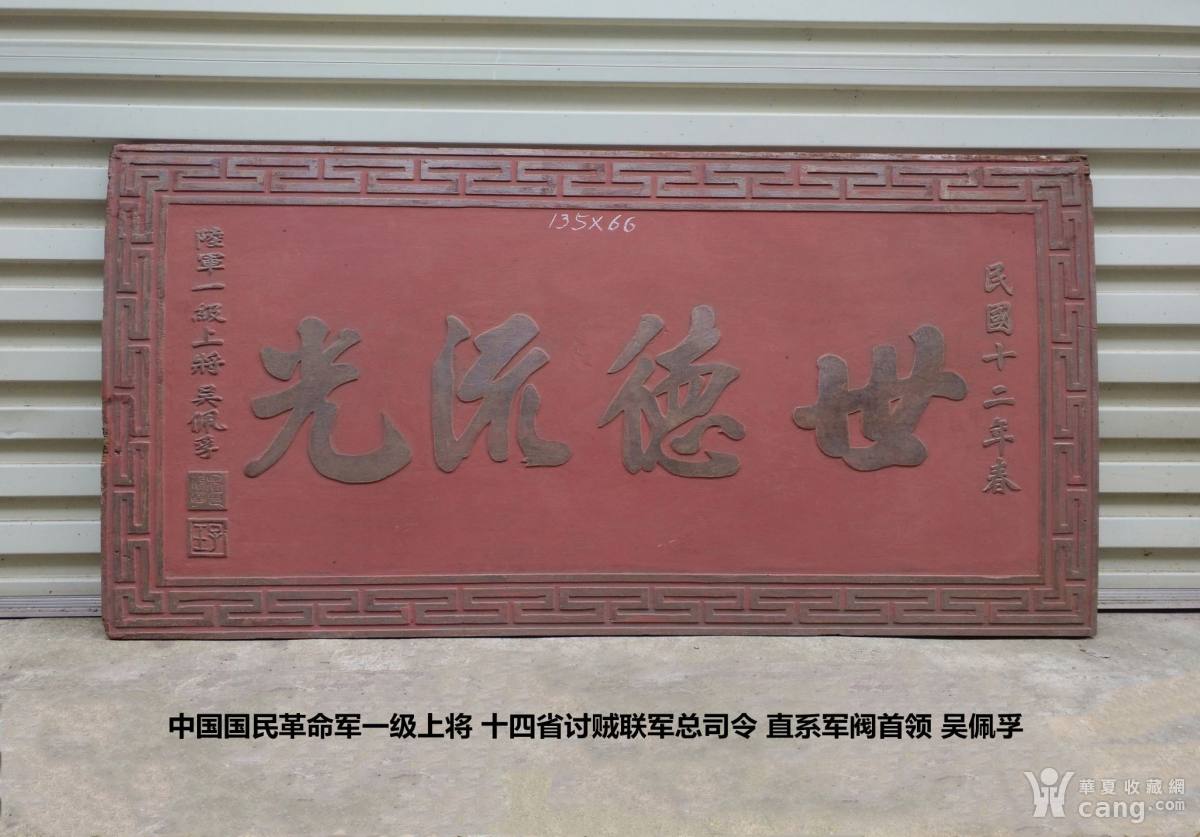 135X66
民國十二年春
世德流光
陸軍一級上將吳佩孚
中国国民革命军一级上将 十四省讨贼联军总司令 直系军阀首领 吴佩孚
華夏收藏網
cang.com